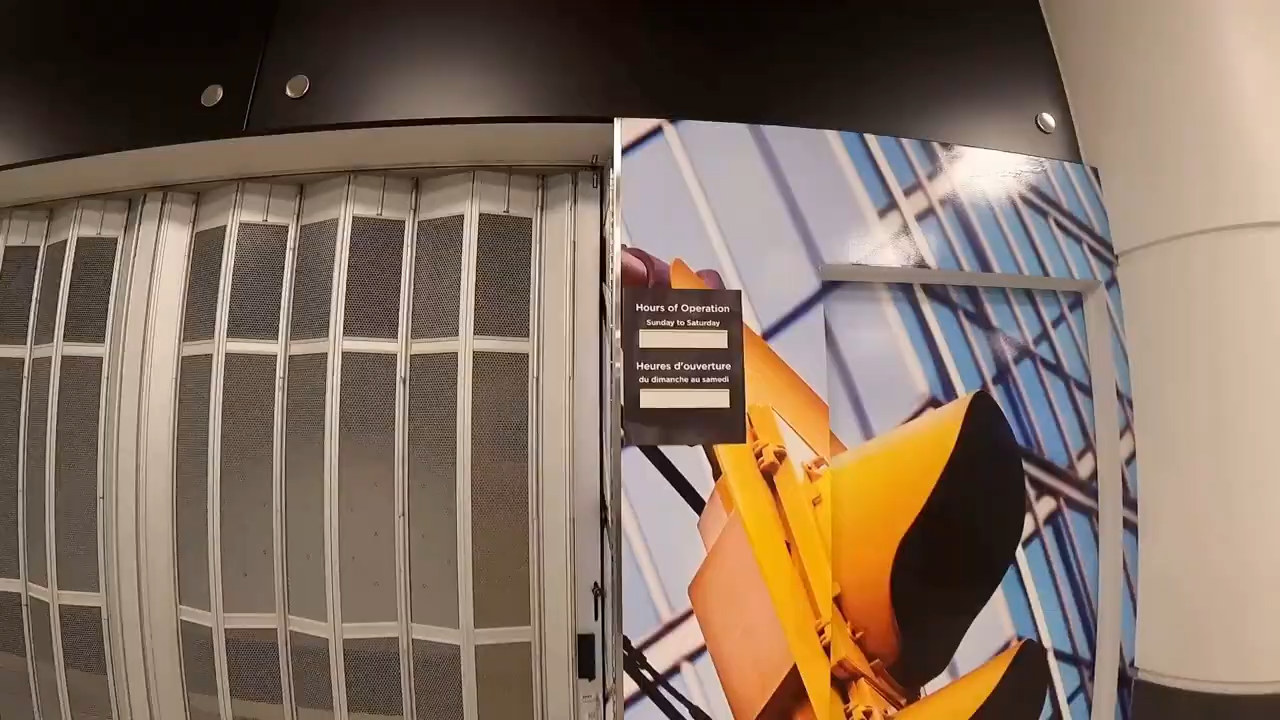 Hours of Operation
Sunday to Saturday
Heures d'ouverture
du dimanche au samedi